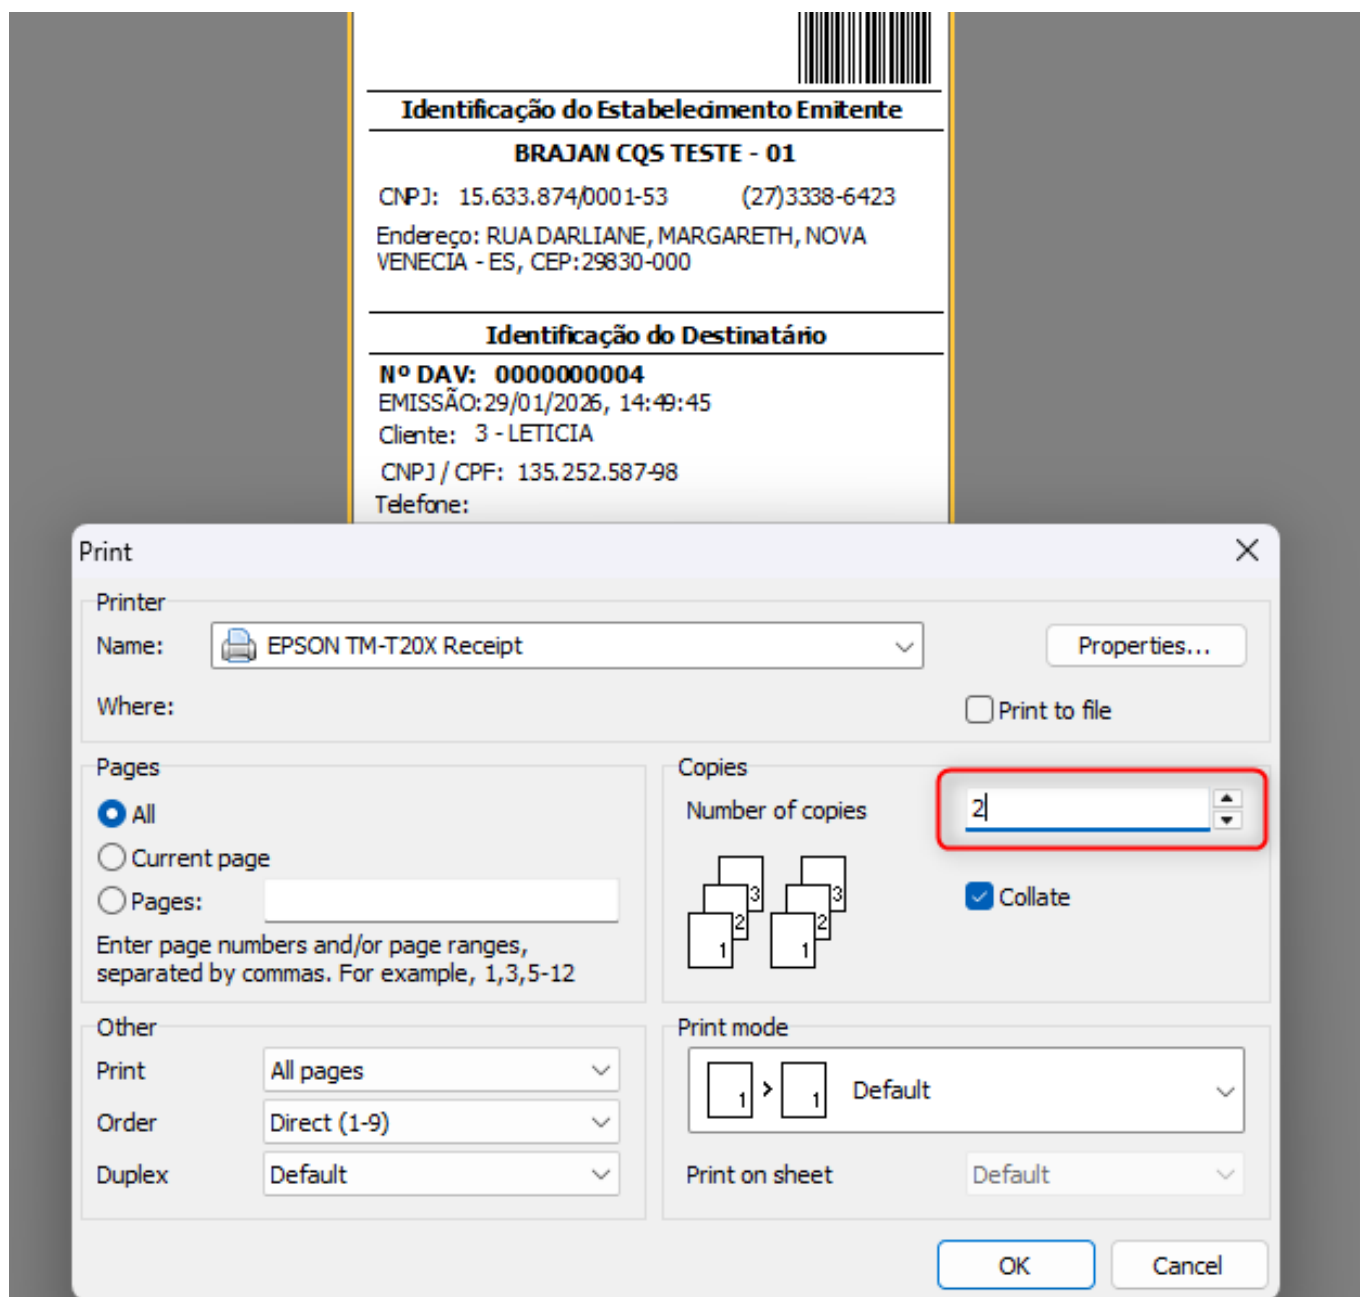 Identificação do Estabelecimento Emitente
BRAJAN CQS TESTE - 01
CNPJ: 15.633.874/0001-53 (27)3338-6423
Endereço: RUA DARLIANE, MARGARETH, NOVA
VENECIA - ES, CEP:29830-000
Identificação do Destinatário
Nº DAV: 0000000004
EMISSÃO:29/01/2026, 14:49:45
Cliente: 3 - LETICIA
CNPJ / CPF: 135.252.587-98
Telefone:
Print
Printer
Name: EPSON TM-T20X Receipt Properties...
Where: Print to file
Pages
All
Current page
Pages:
Enter page numbers and/or page ranges,
separated by commas. For example, 1,3,5-12
Copies
Number of copies 2
3 3
2 2
1 1
Collate
Other
Print All pages
Order Direct (1-9)
Duplex Default
Print mode
1 > 1 Default
Print on sheet Default
OK Cancel